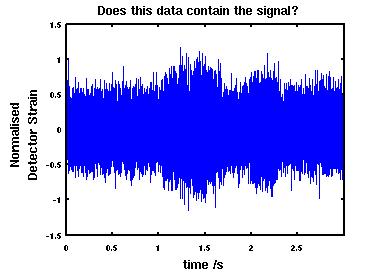 Does this data contain the signal?
1.5
1
0.5
0
-0.5
-1
-1.5
Normalised
Detector Strain
0 0.5 1 1.5 2 2.5
time /s